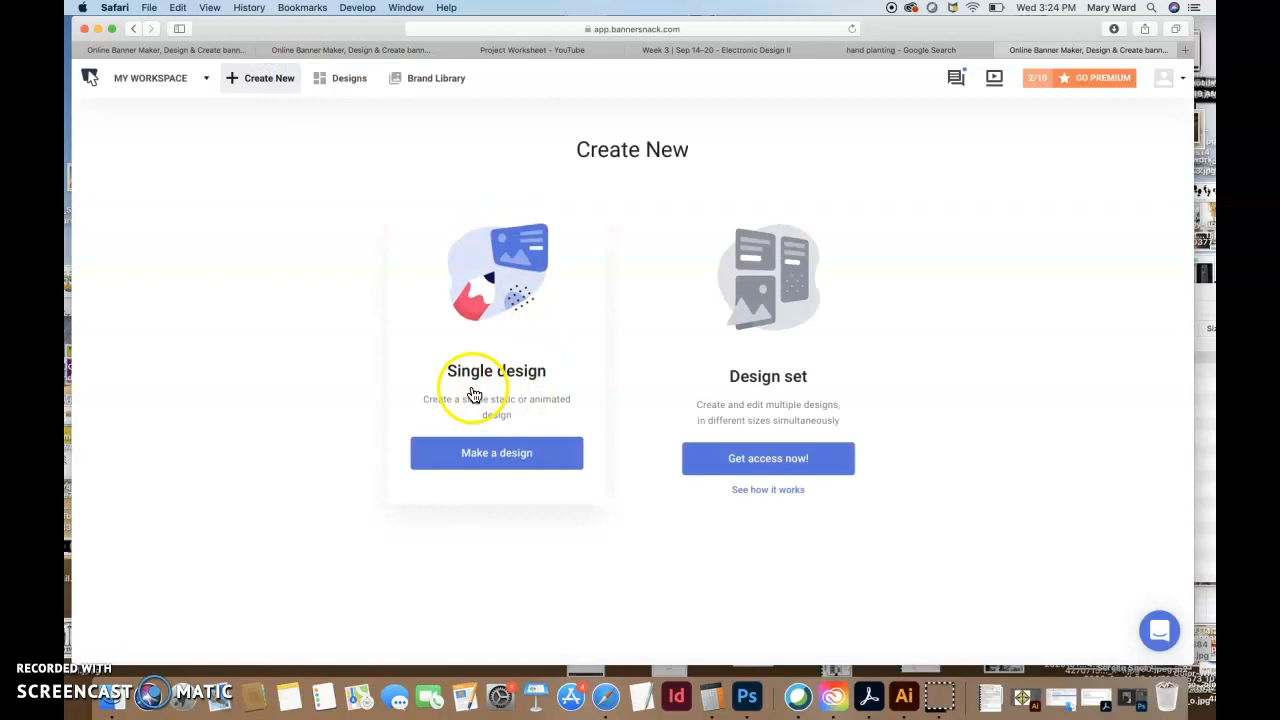 Safari File Edit View History Bookmarks Develop Window Help Wed 3:24 PM Mary Ward
app.bannersnack.com
Online Banner Maker, Design & Create bann... Online Banner Maker, Design & Create bann... Project Worksheet - YouTube Week 3 | Sep 14–20 - Electronic Design II hand planting - Google Search Online Banner Maker, Design & Create bann...
MY WORKSPACE Create New Designs Brand Library 2/10 GO PREMIUM
Create New
Single design
Create a single static or animated
design
Make a design
Design set
Create and edit multiple designs,
in different sizes simultaneously
Get access now!
See how it works
RECORDED WITH
SCREENCAST MATIC
Id Ps Ai